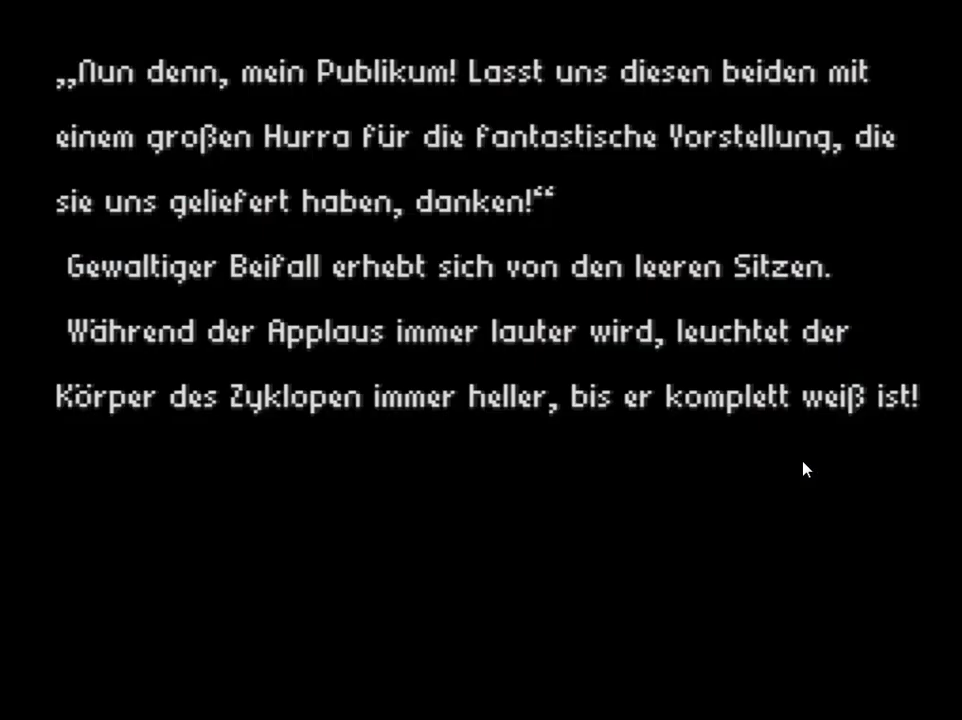 „Nun denn, mein Publikum! Lasst uns diesen beiden mit
einem großen Hurra für die fantastische Vorstellung, die
sie uns geliefert haben, danken!“
Gewaltiger Beifall erhebt sich von den leeren Sitzen.
Während der Applaus immer lauter wird, leuchtet der
Körper des Zyklopen immer heller, bis er komplett weiß ist!